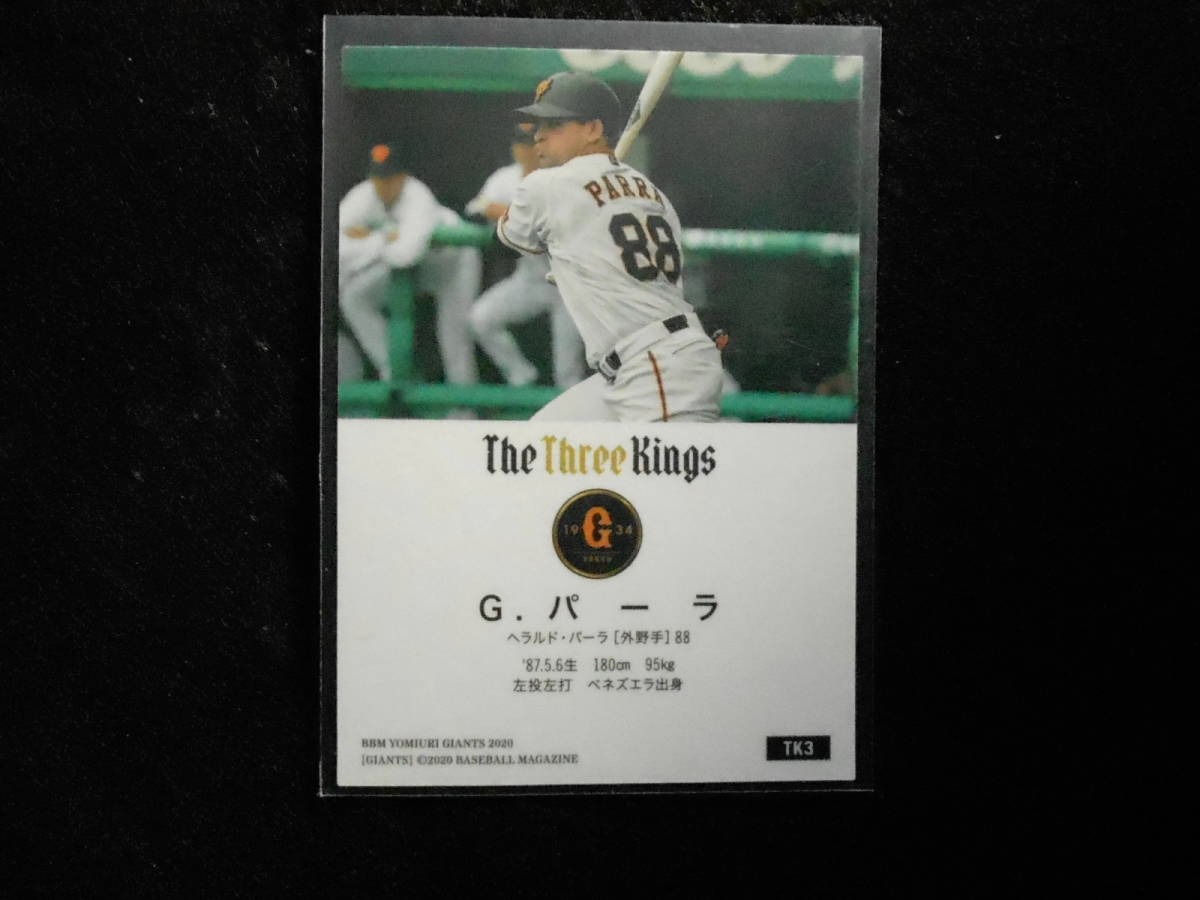 PARRA
88
The Three Kings
19 G 34
TOKYO
G. パーラ
ヘラルド・パーラ [外野手] 88
'87.5.6生 180cm 95kg
左投左打 ベネズエラ出身
BBM YOMIURI GIANTS 2020
[GIANTS] ©2020 BASEBALL MAGAZINE
TK3